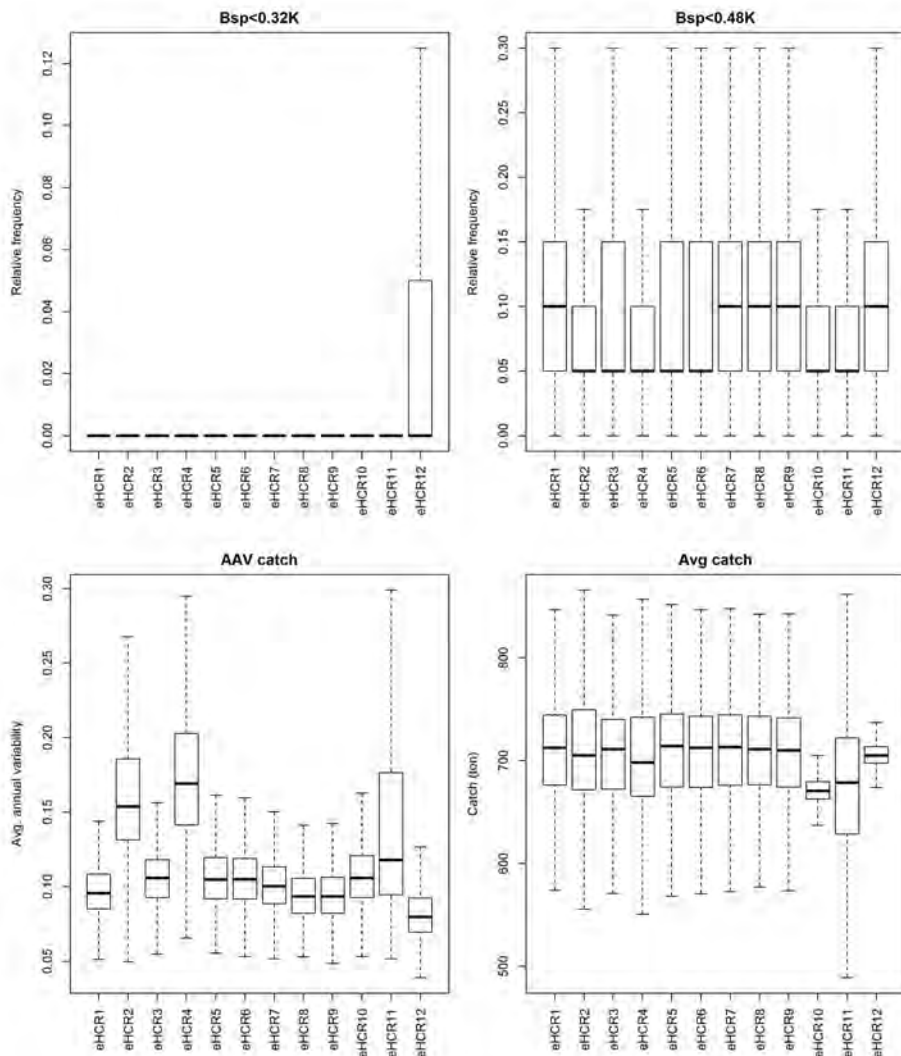 Bsp<0.32K
Relative frequency
0.12
0.10
0.08
0.06
0.04
0.02
0.00
eHCR1
eHCR2
eHCR3
eHCR4
eHCR5
eHCR6
eHCR7
eHCR8
eHCR9
eHCR10
eHCR11
eHCR12
Bsp<0.48K
Relative frequency
0.30
0.25
0.20
0.15
0.10
0.05
0.00
eHCR1
eHCR2
eHCR3
eHCR4
eHCR5
eHCR6
eHCR7
eHCR8
eHCR9
eHCR10
eHCR11
eHCR12
AAV catch
Avg. annual variability
0.30
0.25
0.20
0.15
0.10
0.05
eHCR1
eHCR2
eHCR3
eHCR4
eHCR5
eHCR6
eHCR7
eHCR8
eHCR9
eHCR10
eHCR11
eHCR12
Avg catch
Catch (ton)
800
700
600
500
eHCR1
eHCR2
eHCR3
eHCR4
eHCR5
eHCR6
eHCR7
eHCR8
eHCR9
eHCR10
eHCR11
eHCR12